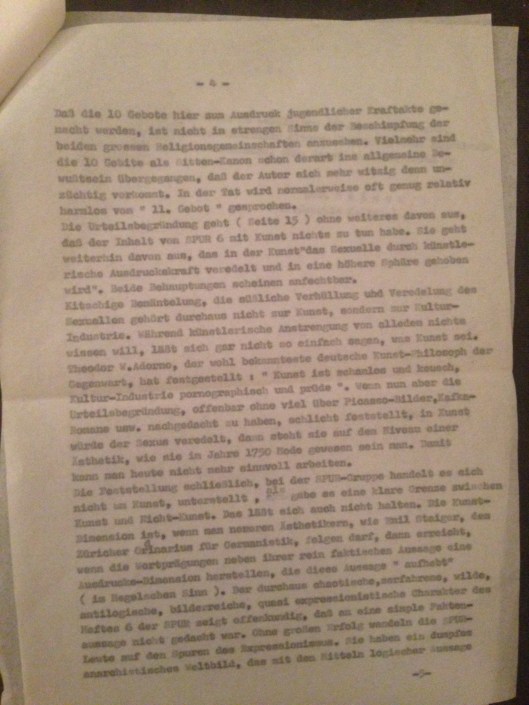 - 4 -
Daß die 10 Gebote hier zum Ausdruck jugendlicher Kraftakte ge-
macht werden, ist nicht in strengen Sinne der Beschimpfung der
beiden grossen Religionsgemeinschaften anzusehen. Vielmehr sind
die 10 Gebite als Sitten-Kanon schon derart ins allgemeine Be-
wußtsein übergegangen, daß der Autor sich mehr witzig denn un-
züchtig vorkommt. In der Tat wird normalerweise oft genug relativ
harmlos von " 11. Gebot " gesprochen.
Die Urteilsbegründung geht ( Seite 15 ) ohne weiteres davon aus,
daß der Inhalt von SPUR 6 mit Kunst nichts zu tun habe. Sie geht
weiterhin davon aus, das in der Kunst"das Sexuelle durch künstle-
rische Ausdruckskraft veredelt und in eine höhere Sphäre gehoben
wird". Beide Behauptungen scheinen anfechtbar.
Kitschige Bemäntelung, die süßliche Verhüllung und Veredelung des
Sexuellen gehört durchaus nicht zur Kunst, sondern zur Kultur-
Industrie. Während künstlerische Anstrengung von alledem nichts
wissen will, läßt sich gar nicht so einfach sagen, was Kunst sei.
Theodor W.Adorno, der wohl bekannteste deutsche Kunst-Philosoph der
Gegenwart, hat festgestellt : " Kunst ist schamlos und keusch,
Kultur-Industrie pornographisch und prüde ". Wenn nun aber die
Urteilsbegründung, offenbar ohne viel über Picasso-Bilder,Kafka-
Romane usw. nachgedacht zu haben, schlicht feststellt, in Kunst
würde der Sexus veredelt, dann steht sie auf dem Niveau einer
Ästhetik, wie sie im Jahre 1750 Mode gewesen sein mag. Damit
kann man heute nicht mehr sinnvoll arbeiten.
Die Feststellung schließlich, bei der SPUR-Gruppe handelt es sich
nicht um Kunst, unterstellt , als gäbe es eine klare Grenze zwischen
Kunst und Nicht-Kunst. Das läßt sich auch nicht halten. Die Kunst-
Dimension ist, wenn man neueren Ästhetikern, wie Emil Staiger, dem
Züricher Ordinarius für Germanistik, folgen darf, dann erreicht,
wenn die Wortprägungen neben ihrer rein faktischen Aussage eine
Ausdrucks-Dimension herstellen, die diese Aussage " aufhebt"
( im Hegelschen Sinn ). Der durchaus chaotische,zerfahrene, wilde,
antilogische, bilderreiche, quasi expressionistische Charakter des
Heftes 6 der SPUR zeigt offenkundig, daß an eine simple Fakten-
aussage nicht gedacht war. Ohne großen Erfolg wandeln die SPUR-
Leute auf den Spuren des Expressionismus. Sie haben ein dumpfes
anarchistisches Weltbild, das mit den Mitteln logischer Aussage
-5-